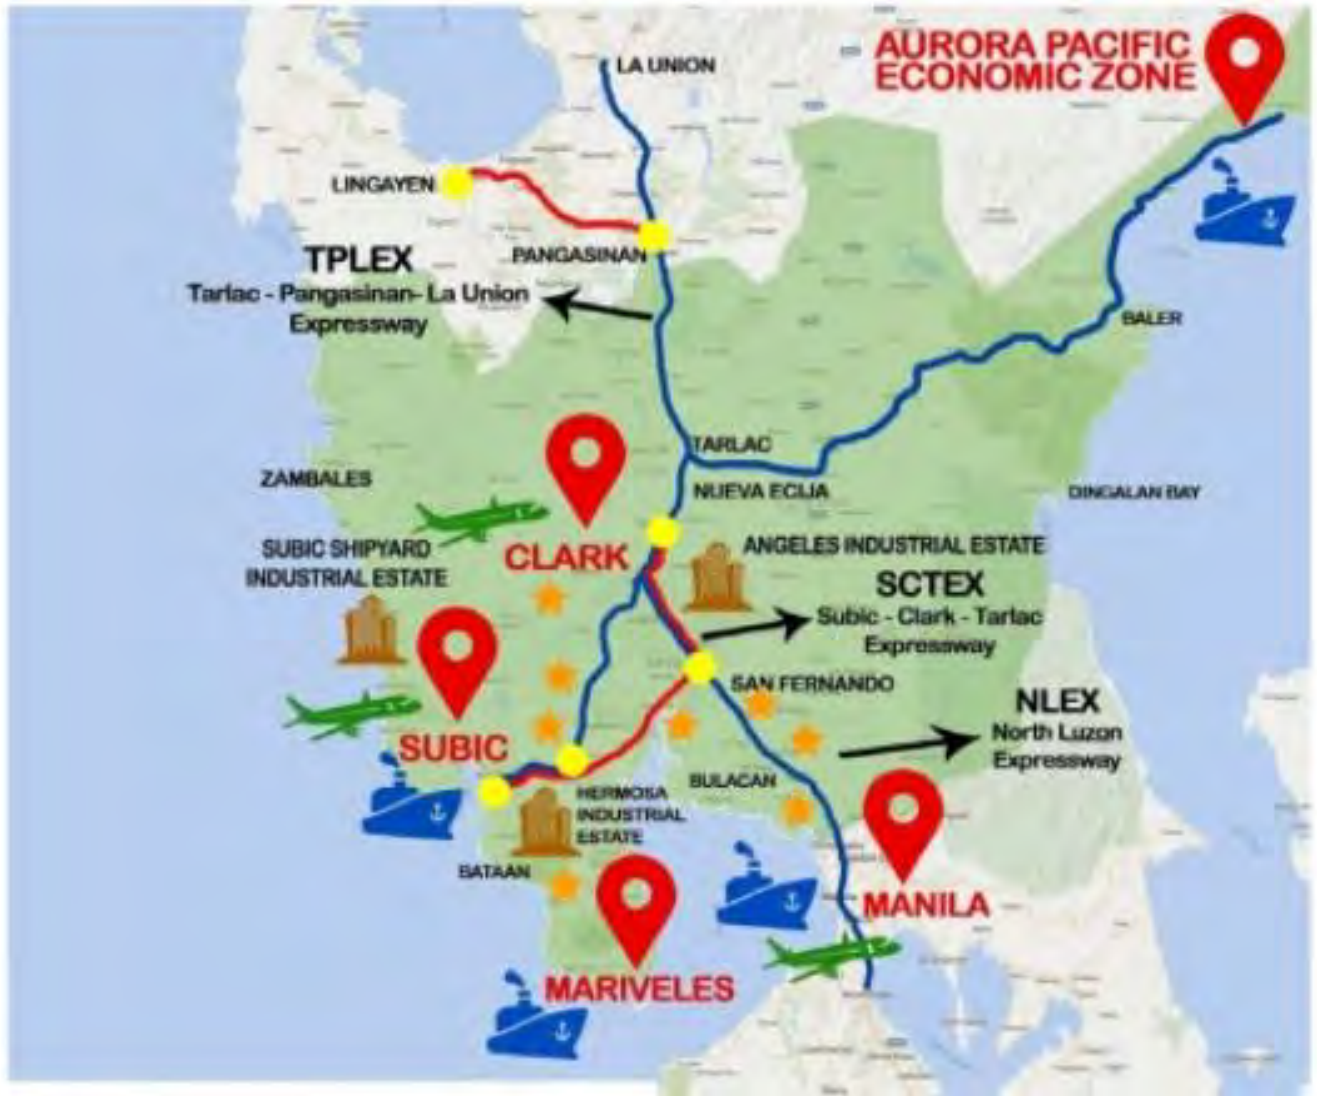 AURORA PACIFIC
ECONOMIC ZONE
LA UNION
LINGAYEN
PANGASINAN
TPLEX
Tarlac - Pangasinan- La Union
Expressway
BALER
TARLAC
ZAMBALES
NUEVA ECIJA
DINGALAN BAY
SUBIC SHIPYARD
INDUSTRIAL ESTATE
CLARK
ANGELES INDUSTRIAL ESTATE
SCTEX
Subic - Clark - Tarlac
Expressway
SAN FERNANDO
NLEX
North Luzon
Expressway
SUBIC
BULACAN
HERMOSA
INDUSTRIAL
ESTATE
BATAAN
MANILA
MARIVELES